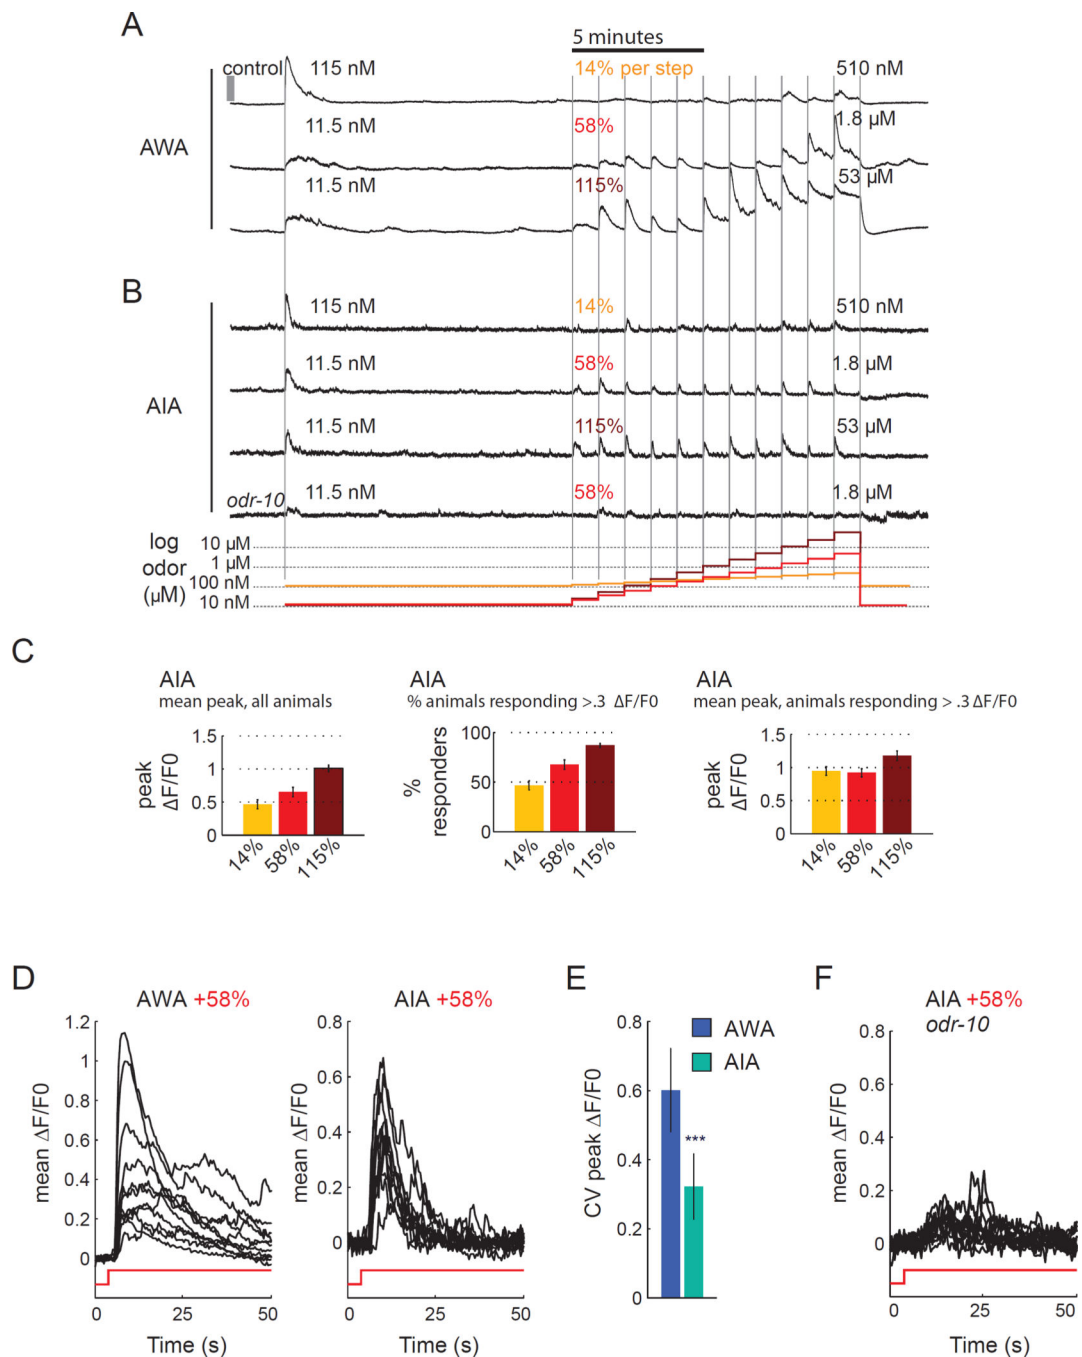 A
5 minutes
control
115 nM
14% per step
510 nM
AWA
11.5 nM
58%
1.8 µM
11.5 nM
115%
53 µM
B
115 nM
14%
510 nM
AIA
11.5 nM
58%
1.8 µM
11.5 nM
115%
53 µM
odr-10
11.5 nM
58%
1.8 µM
log
odor
(µM)
10 µM
1 µM
100 nM
10 nM
C
AIA
mean peak, all animals
peak
ΔF/F0
1.5
1
0.5
0
14%
58%
115%
AIA
% animals responding >.3 ΔF/F0
%
responders
100
50
0
14%
58%
115%
AIA
mean peak, animals responding > .3 ΔF/F0
peak
ΔF/F0
1.5
1
0.5
0
14%
58%
115%
D
AWA +58%
mean ΔF/F0
1.2
1
0.8
0.6
0.4
0.2
0
0
25
50
Time (s)
AIA +58%
mean ΔF/F0
0.8
0.6
0.4
0.2
0
0
25
50
Time (s)
E
CV peak ΔF/F0
0.8
0.6
0.4
0.2
0
AWA
AIA
***
F
AIA +58%
odr-10
mean ΔF/F0
0.8
0.6
0.4
0.2
0
0
25
50
Time (s)